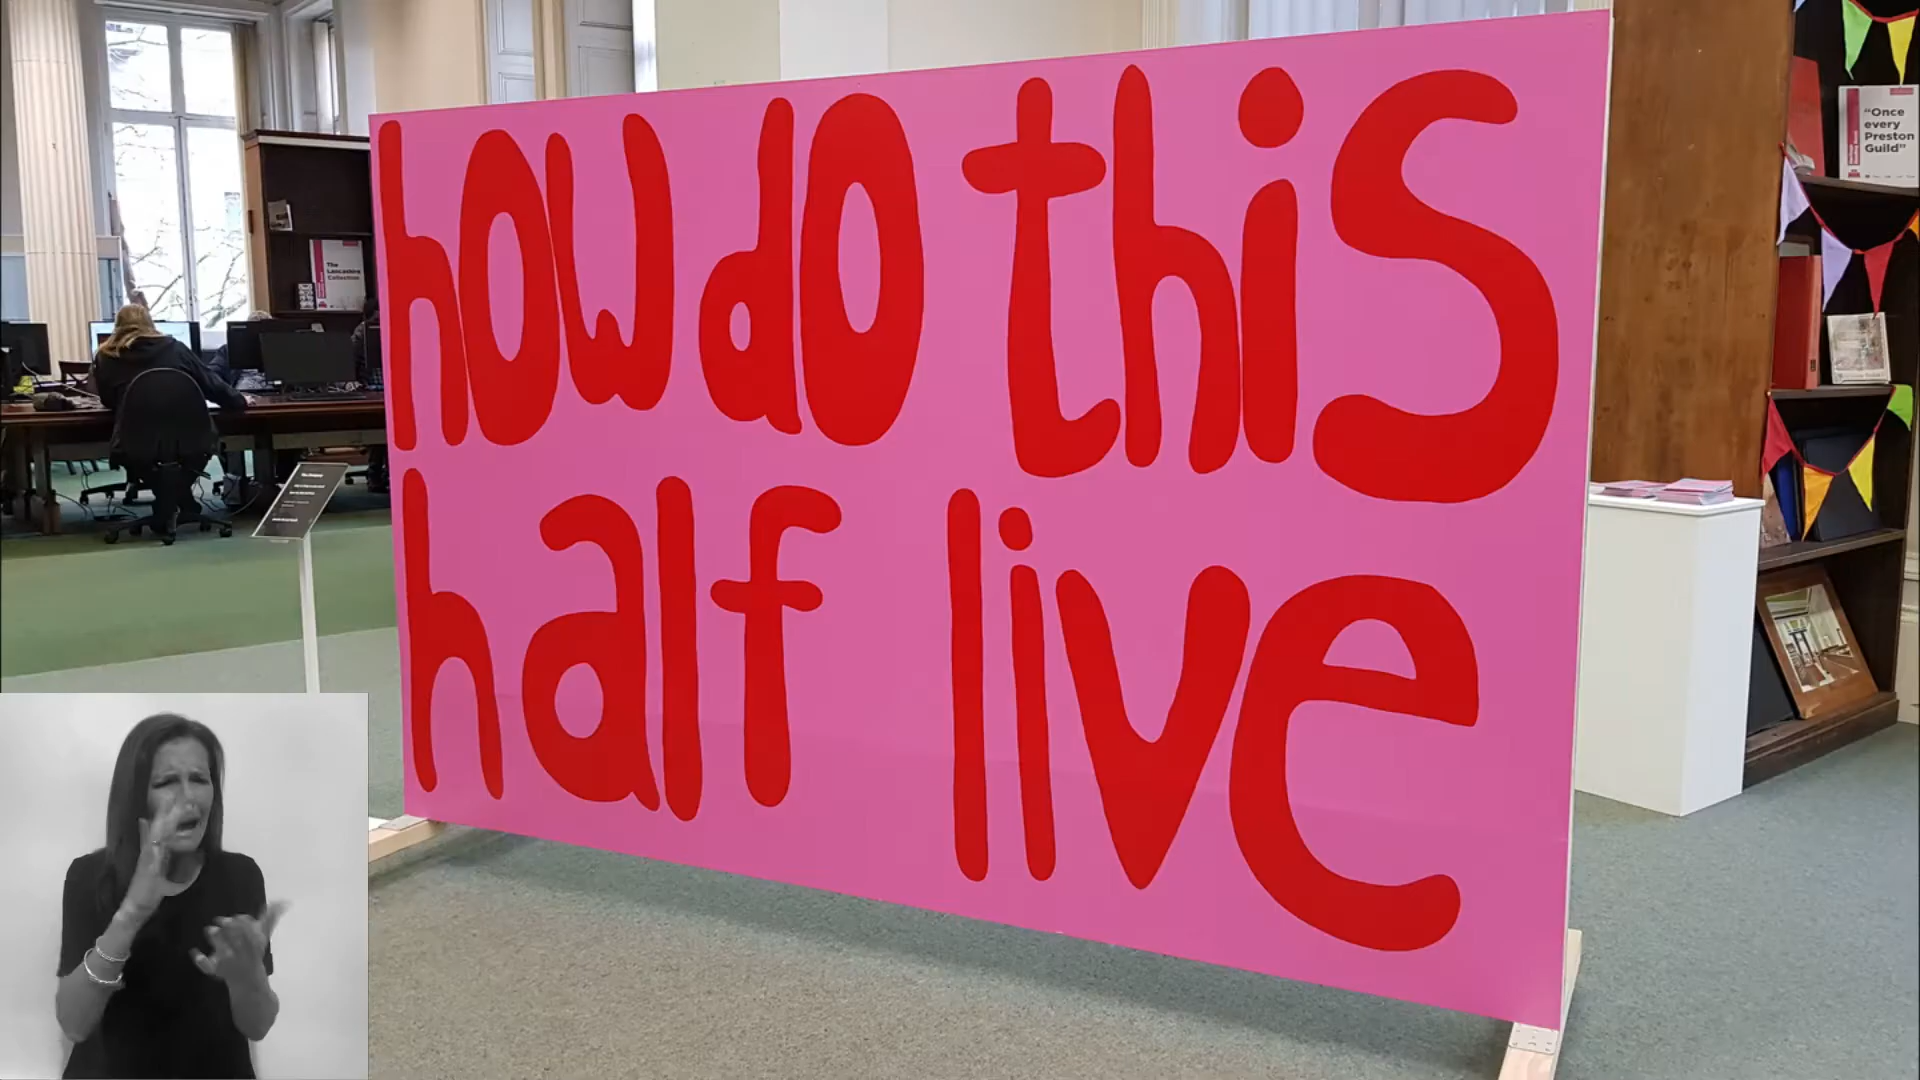 how do this
half live
"Once
every
Preston
Guild"
The
Lancashire
Collection